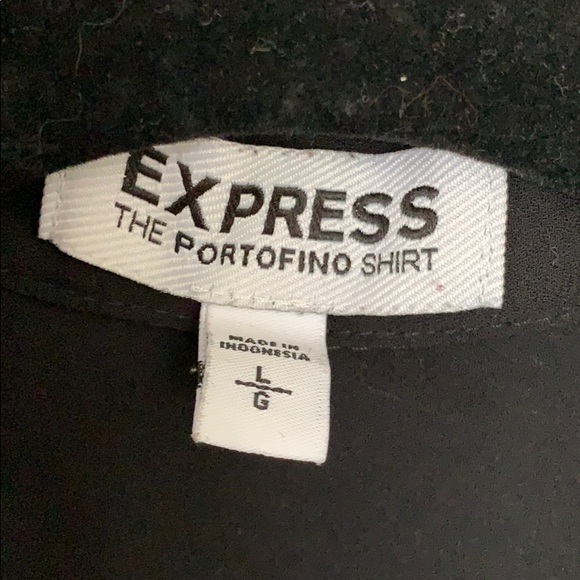 EXPRESS
THE PORTOFINO SHIRT
MADE IN
INDONESIA
L
G